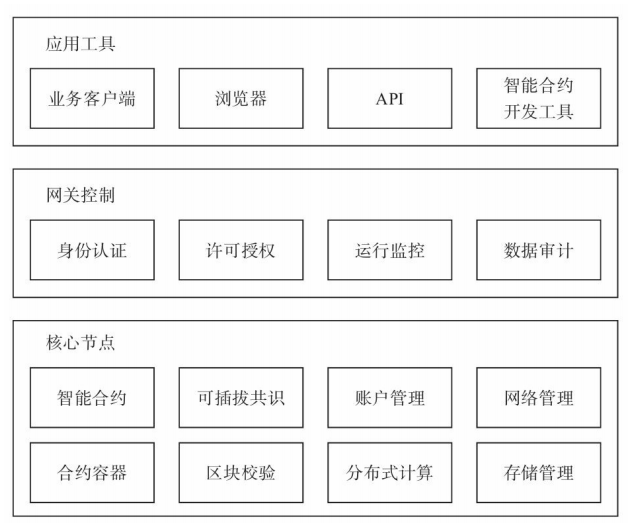 应用工具
业务客户端
浏览器
API
智能合约
开发工具
网关控制
身份认证
许可授权
运行监控
数据审计
核心节点
智能合约
可插拔共识
账户管理
网络管理
合约容器
区块校验
分布式计算
存储管理